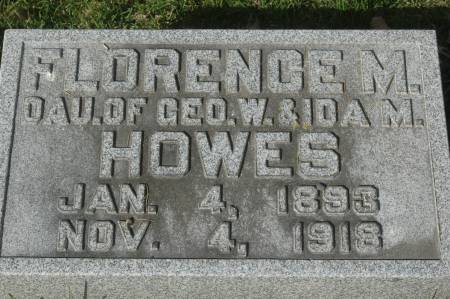 FLORENCE M.
DAU. OF GEO. W. & IDA M.
HOWES
JAN. 4, 1893
NOV. 4, 1918